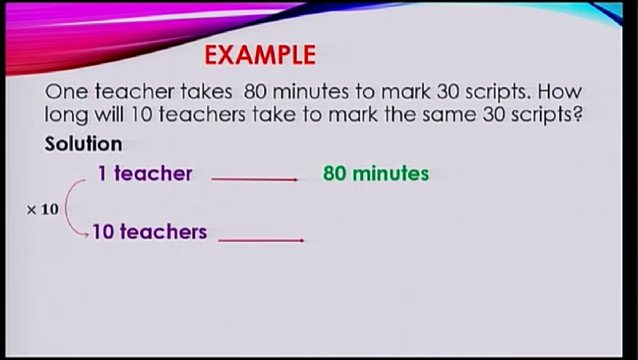 EXAMPLE
One teacher takes 80 minutes to mark 30 scripts. How
long will 10 teachers take to mark the same 30 scripts?
Solution
1 teacher 80 minutes
× 10
10 teachers